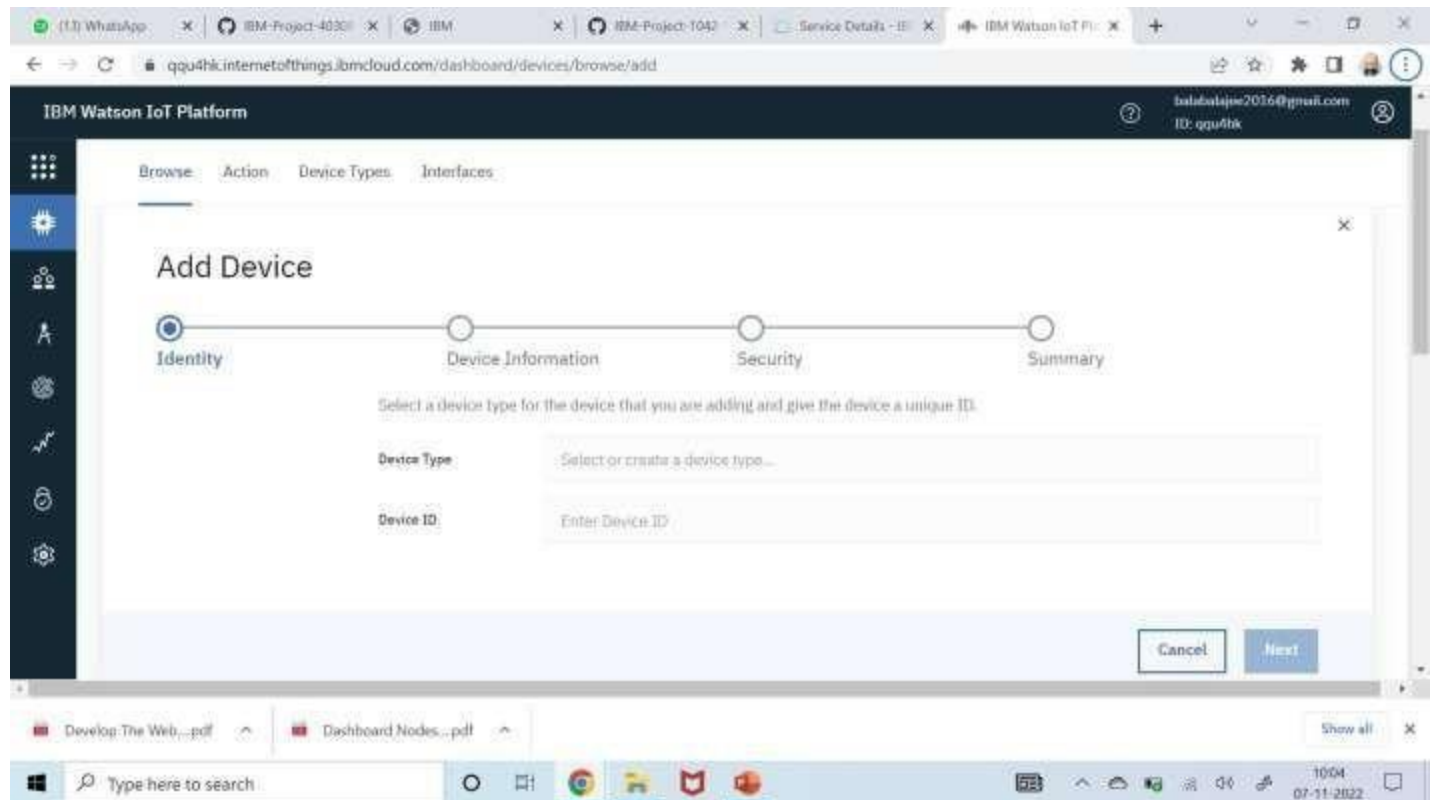 (13) WhatsApp
IBM-Project-4030
IBM
IBM-Project-1042
Service Details - IB
IBM Watson IoT Pl
qqu4hk.internetofthings.ibmcloud.com/dashboard/devices/browse/add
IBM Watson IoT Platform
ID: qqu4hk
Browse Action Device Types Interfaces
Add Device
Identity Device Information Security Summary
Select a device type for the device that you are adding and give the device a unique ID.
Device Type Select or create a device type...
Device ID Enter Device ID
Cancel Next
Develop The Web....pdf Dashboard Nodes...pdf Show all
Type here to search
10:04
07-11-2022